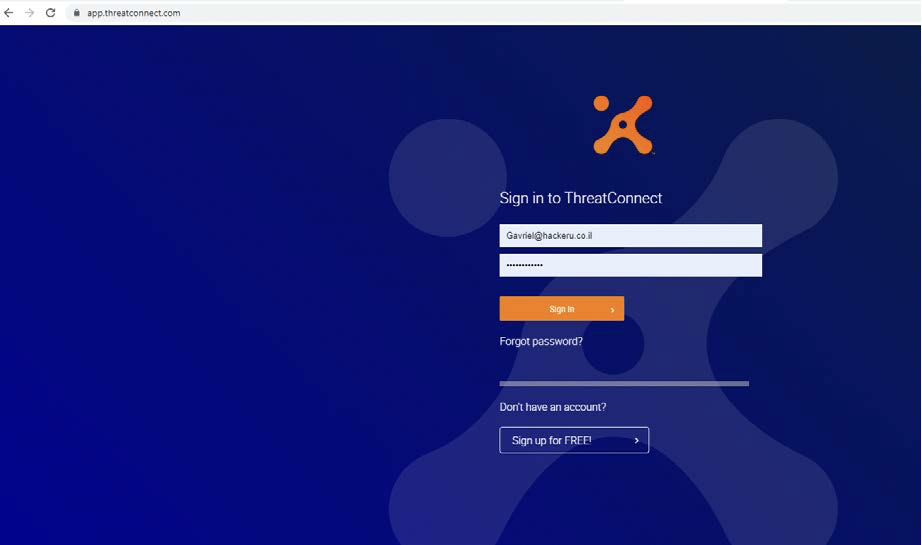 app.threatconnect.com
Sign in to ThreatConnect
Gavriel@hackeru.co.il
••••••••••••
Sign In
Forgot password?
Don't have an account?
Sign up for FREE!